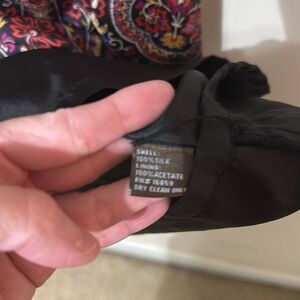 SHELL:
100% SILK
LINING:
100% ACETATE
RN# 16859
DRY CLEAN ONLY